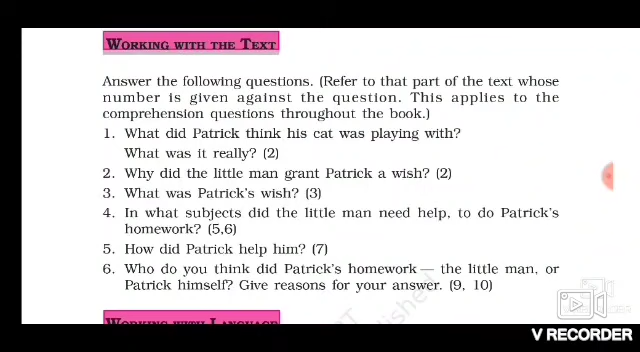 WORKING WITH THE TEXT
Answer the following questions. (Refer to that part of the text whose
number is given against the question. This applies to the
comprehension questions throughout the book.)
1. What did Patrick think his cat was playing with?
What was it really? (2)
2. Why did the little man grant Patrick a wish? (2)
3. What was Patrick's wish? (3)
4. In what subjects did the little man need help, to do Patrick's
homework? (5,6)
5. How did Patrick help him? (7)
6. Who do you think did Patrick's homework — the little man, or
Patrick himself? Give reasons for your answer. (9, 10)
WORKING WITH LANGUAGE
V RECORDER